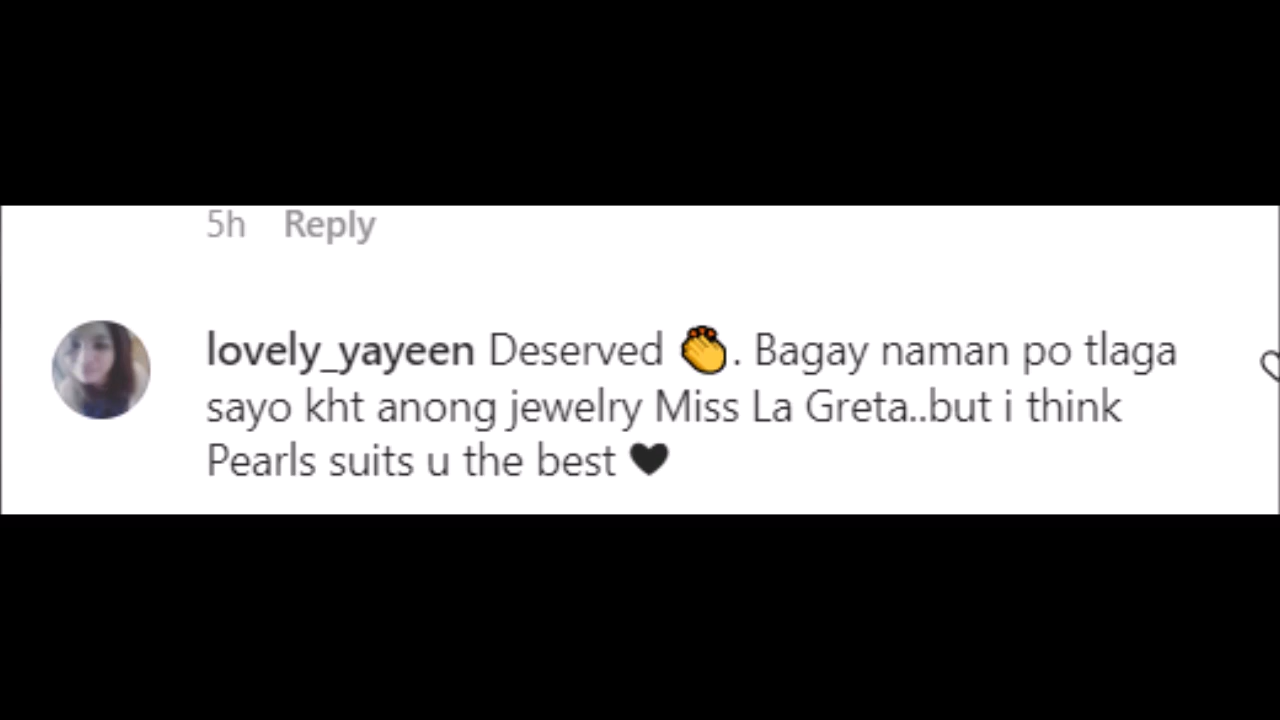 5h Reply
lovely_yayeen Deserved 👏. Bagay naman po tlaga
sayo kht anong jewelry Miss La Greta..but i think
Pearls suits u the best 🖤